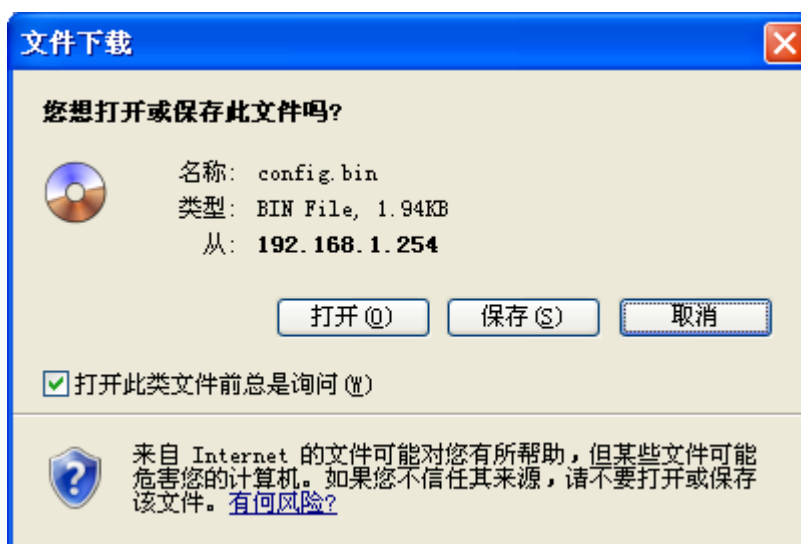 文件下载
您想打开或保存此文件吗?
名称: config.bin
类型: BIN File, 1.94KB
从: 192.168.1.254
打开(O) 保存(S) 取消
打开此类文件前总是询问(W)
来自 Internet 的文件可能对您有所帮助，但某些文件可能
危害您的计算机。如果您不信任其来源，请不要打开或保存
该文件。有何风险?